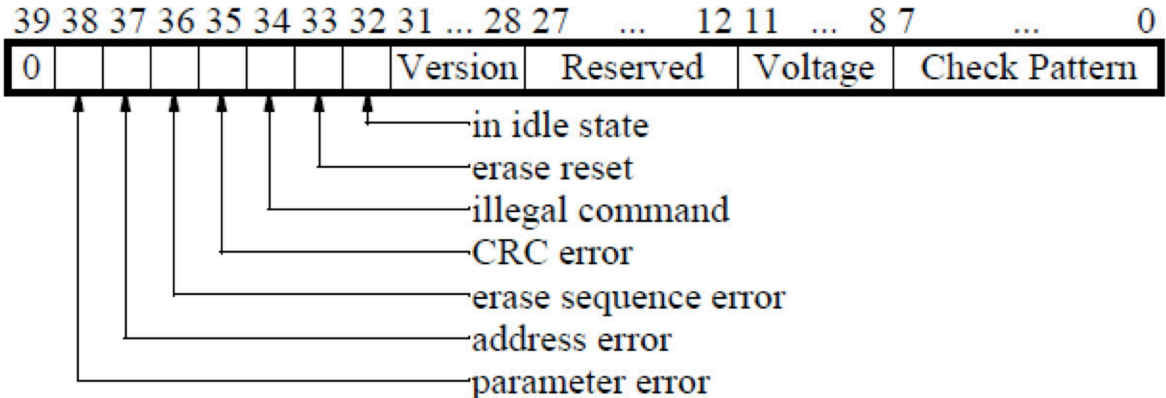 39 38 37 36 35 34 33 32 31 ... 28 27 ... 12 11 ... 8 7 ... 0
0 Version Reserved Voltage Check Pattern
in idle state
erase reset
illegal command
CRC error
erase sequence error
address error
parameter error